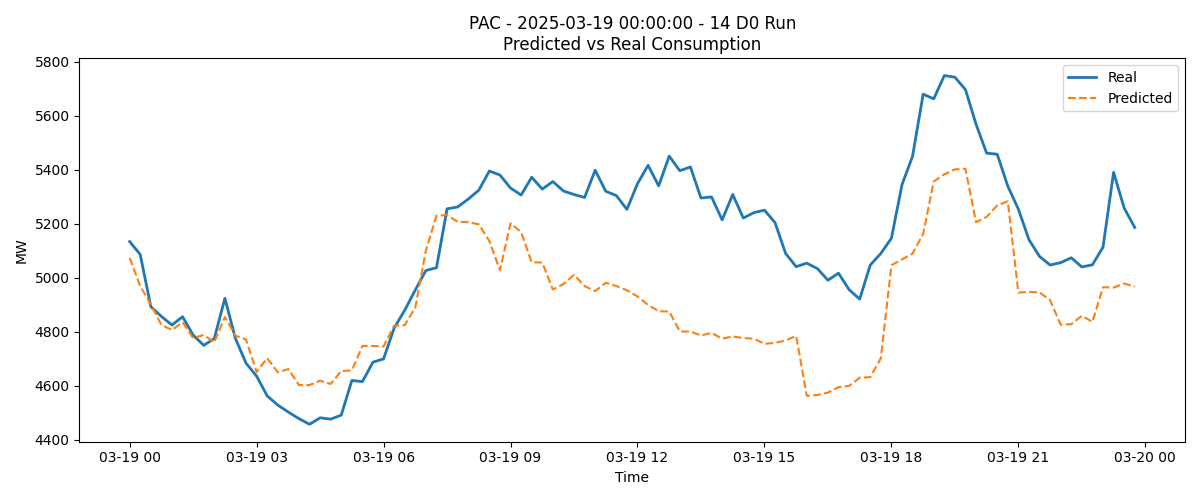 PAC - 2025-03-19 00:00:00 - 14 D0 Run
Predicted vs Real Consumption
5800
5600
5400
5200
5000
4800
4600
4400
MW
Real
Predicted
03-19 00
03-19 03
03-19 06
03-19 09
03-19 12
03-19 15
03-19 18
03-19 21
03-20 00
Time